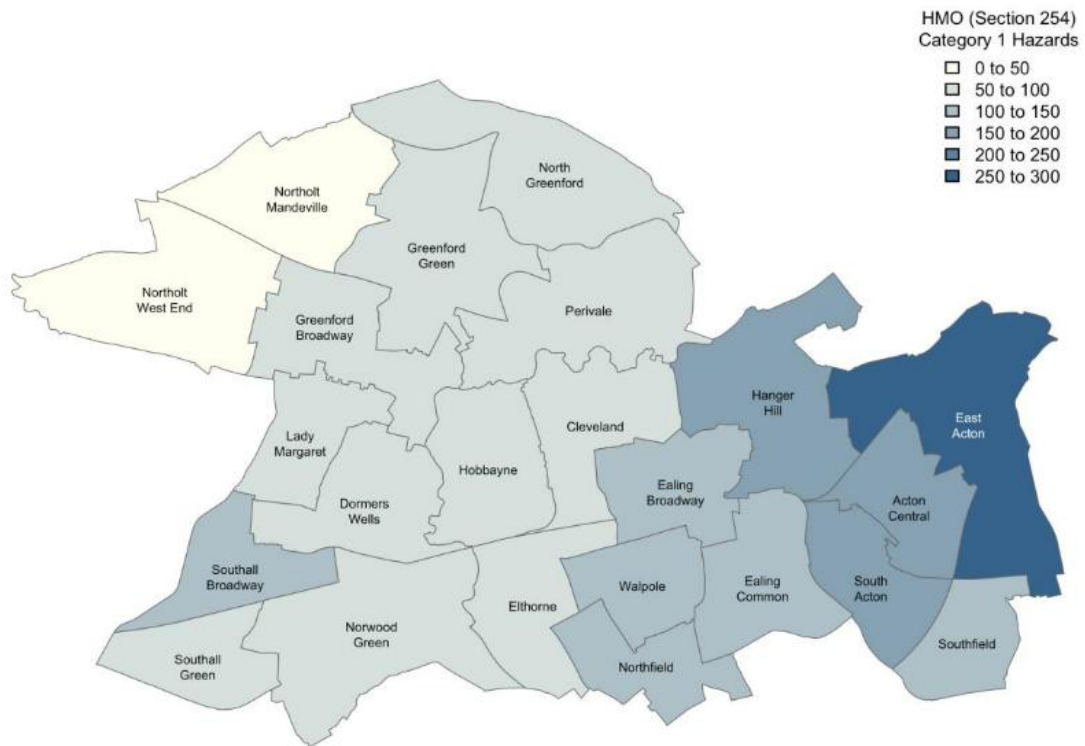 HMO (Section 254)
Category 1 Hazards
0 to 50
50 to 100
100 to 150
150 to 200
200 to 250
250 to 300
North
Greenford
Northolt
Mandeville
Greenford
Green
Northolt
West End
Greenford
Broadway
Perivale
Hanger
Hill
East
Acton
Cleveland
Lady
Margaret
Hobbayne
Ealing
Broadway
Dormers
Wells
Acton
Central
Southall
Broadway
Walpole
Ealing
Common
South
Acton
Elthorne
Norwood
Green
Southfield
Southall
Green
Northfield